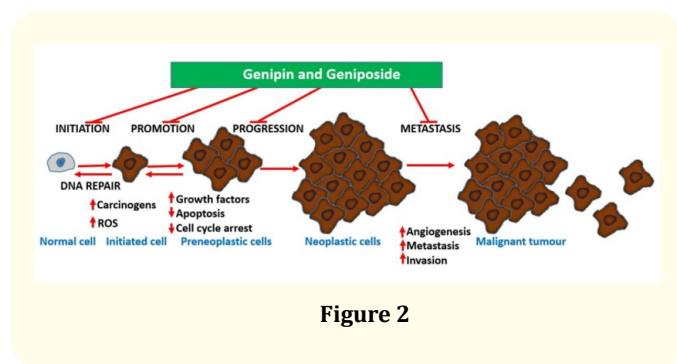 Genipin and Geniposide
INITIATION PROMOTION PROGRESSION METASTASIS
DNA REPAIR
Carcinogens
ROS
Growth factors
Apoptosis
Cell cycle arrest
Angiogenesis
Metastasis
Invasion
Normal cell Initiated cell Preneoplastic cells Neoplastic cells Malignant tumour
Figure 2